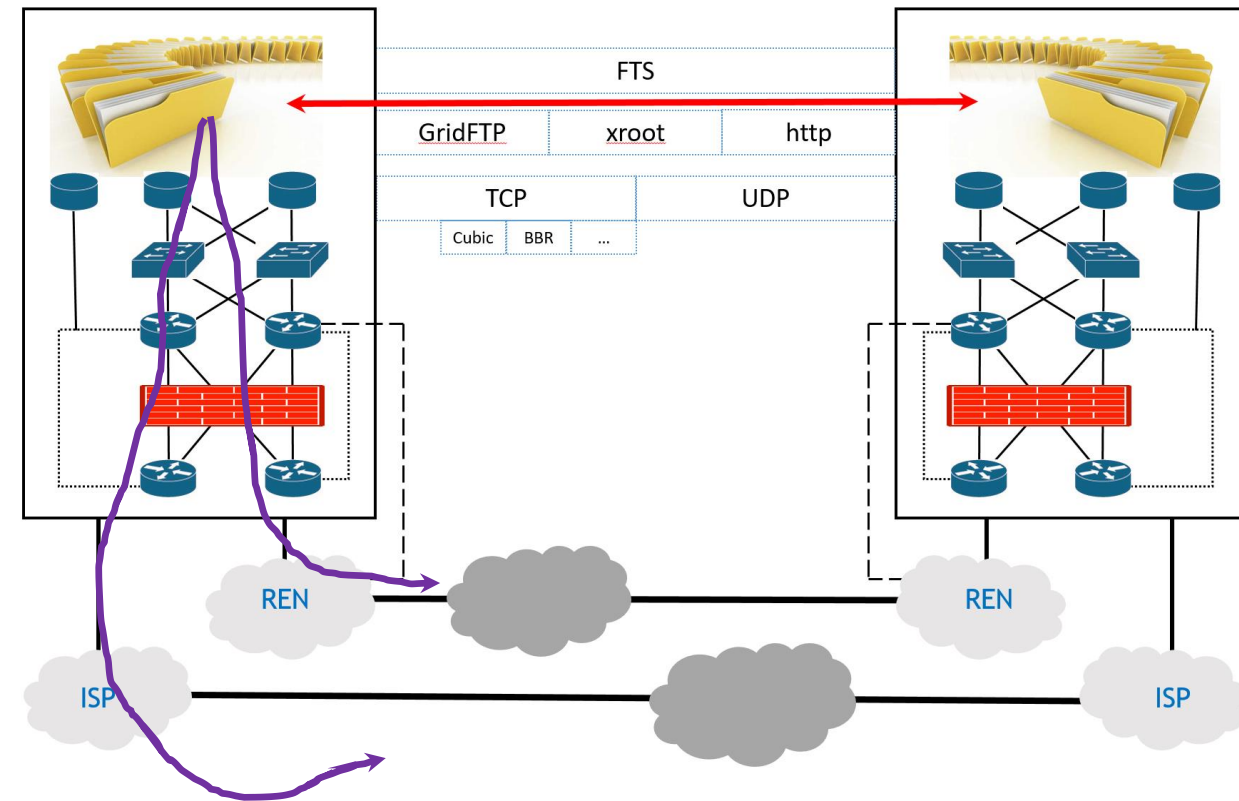 FTS
GridFTP xroot http
TCP UDP
Cubic BBR ...
REN REN
ISP ISP